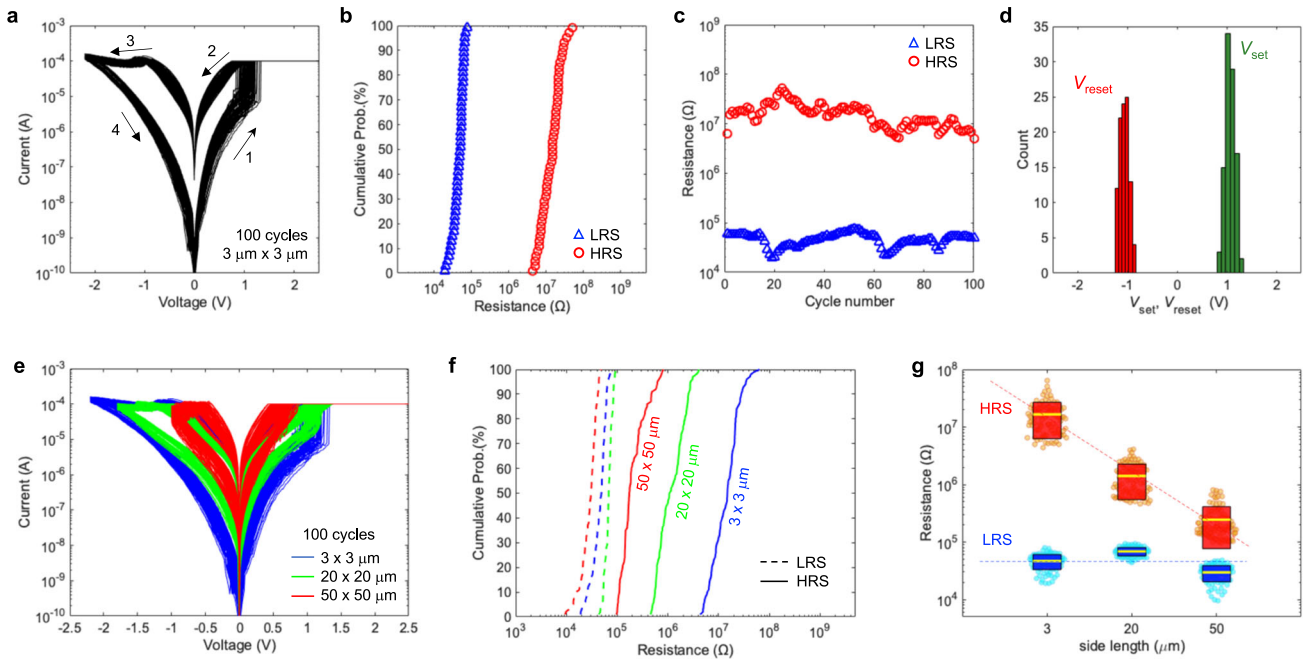 a
10⁻³
10⁻⁴
10⁻⁵
10⁻⁶
10⁻⁷
10⁻⁸
10⁻⁹
10⁻¹⁰
Current (A)
3
2
4
1
100 cycles
3 μm x 3 μm
-2 -1 0 1 2
Voltage (V)
b
100
90
80
70
60
50
40
30
20
10
0
Cumulative Prob.(%)
LRS
HRS
10⁴ 10⁵ 10⁶ 10⁷ 10⁸ 10⁹
Resistance (Ω)
c
10⁹
10⁸
10⁷
10⁶
10⁵
10⁴
Resistance (Ω)
LRS
HRS
0 20 40 60 80 100
Cycle number
d
35
30
25
20
15
10
5
0
Count
Vreset
Vset
-2 -1 0 1 2
Vset, Vreset (V)
e
10⁻³
10⁻⁴
10⁻⁵
10⁻⁶
10⁻⁷
10⁻⁸
10⁻⁹
10⁻¹⁰
Current (A)
100 cycles
3 x 3 μm
20 x 20 μm
50 x 50 μm
-2.5 -2 -1.5 -1 -0.5 0 0.5 1 1.5 2 2.5
Voltage (V)
f
100
90
80
70
60
50
40
30
20
10
0
Cumulative Prob.(%)
50 x 50 μm
20 x 20 μm
3 x 3 μm
LRS
HRS
10³ 10⁴ 10⁵ 10⁶ 10⁷ 10⁸ 10⁹
Resistance (Ω)
g
10⁸
10⁷
10⁶
10⁵
10⁴
Resistance (Ω)
HRS
LRS
3 20 50
side length (μm)